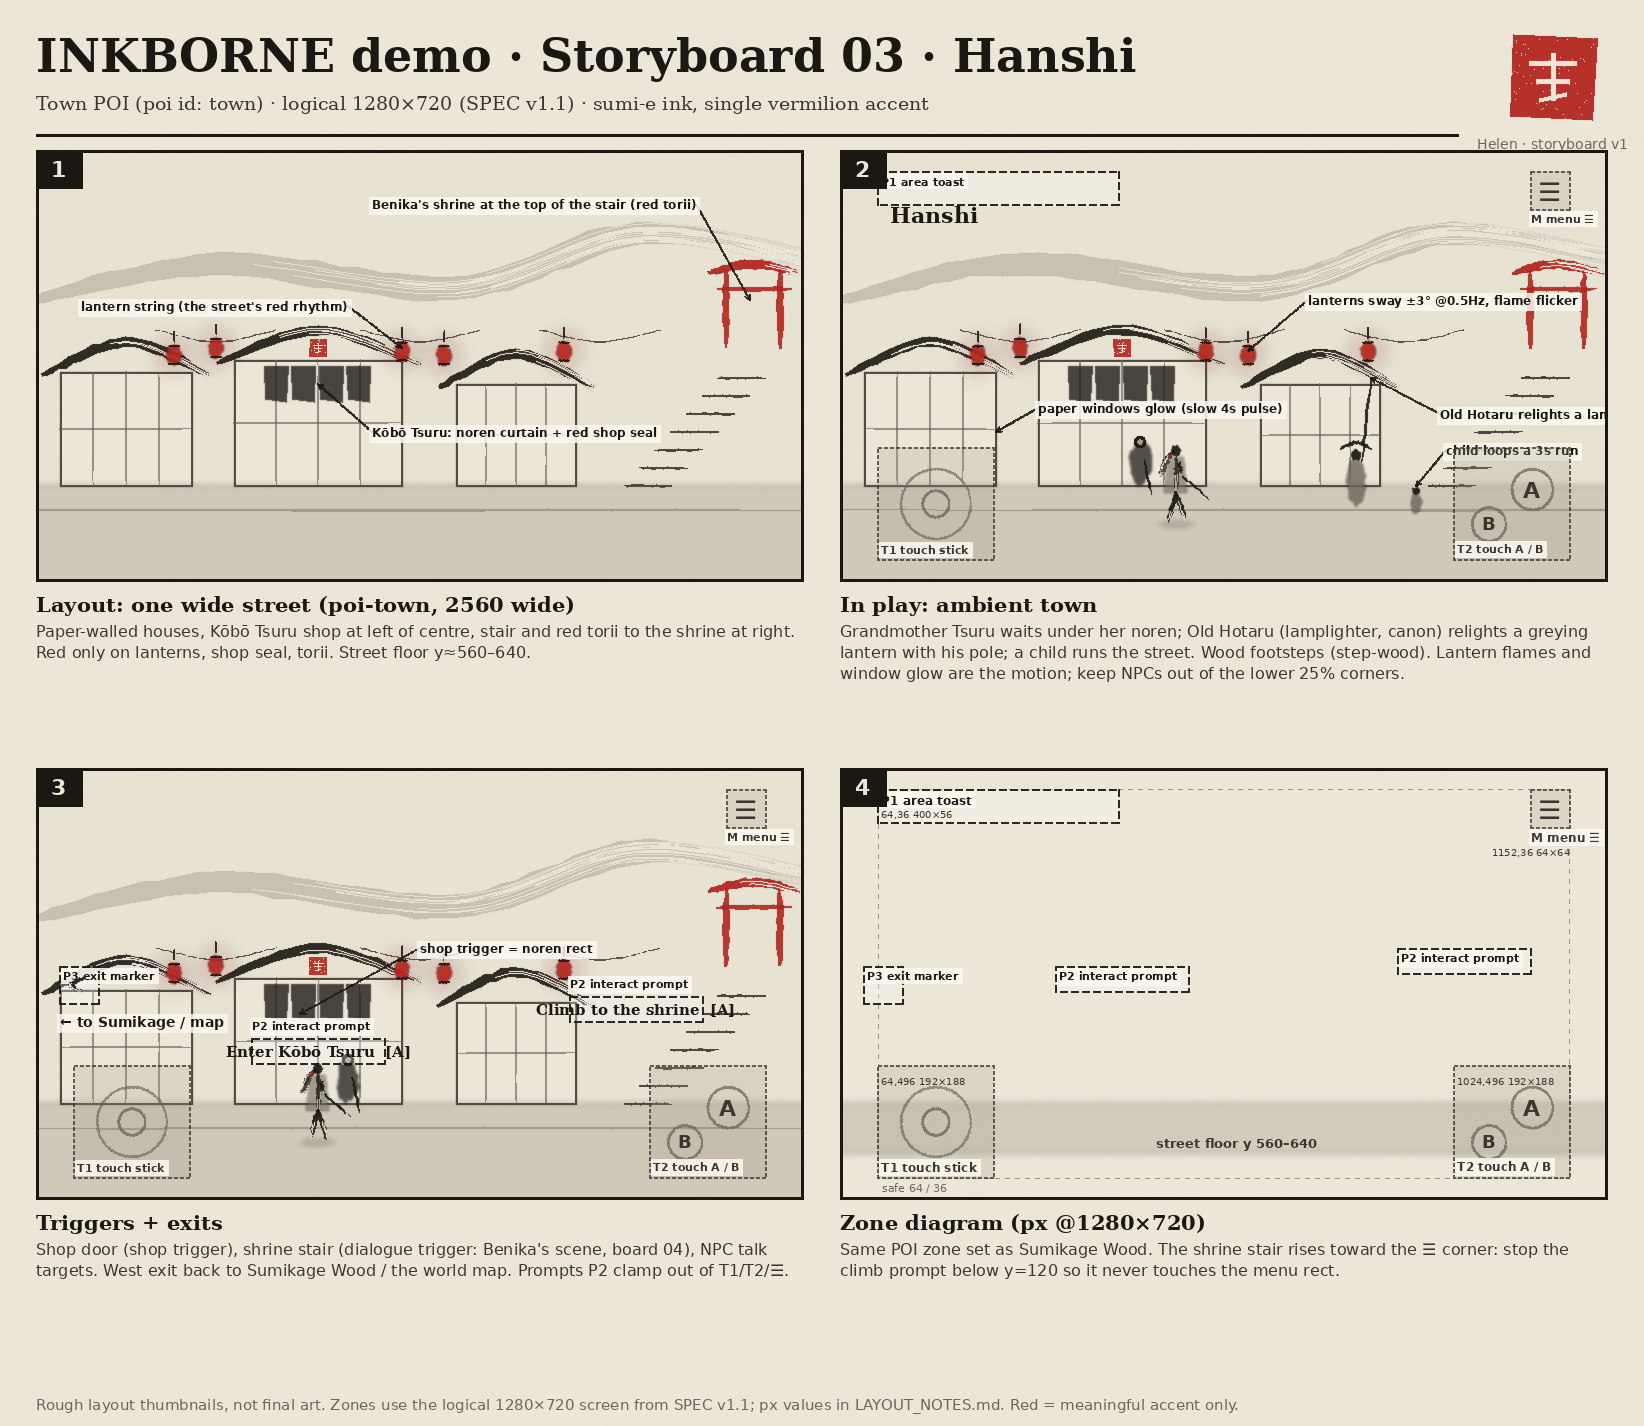 INKBORNE demo · Storyboard 03 · Hanshi
Town POI (poi id: town) · logical 1280×720 (SPEC v1.1) · sumi-e ink, single vermilion accent
Helen · storyboard v1
1
Benika's shrine at the top of the stair (red torii)
lantern string (the street's red rhythm)
Kōbō Tsuru: noren curtain + red shop seal
Layout: one wide street (poi-town, 2560 wide)
Paper-walled houses, Kōbō Tsuru shop at left of centre, stair and red torii to the shrine at right.
Red only on lanterns, shop seal, torii. Street floor y≈560–640.
2
P1 area toast
Hanshi
☰
M menu ☰
lanterns sway ±3° @0.5Hz, flame flicker
paper windows glow (slow 4s pulse)
Old Hotaru relights a lan
child loops a 3s run
A
B
T1 touch stick
T2 touch A / B
In play: ambient town
Grandmother Tsuru waits under her noren; Old Hotaru (lamplighter, canon) relights a greying
lantern with his pole; a child runs the street. Wood footsteps (step-wood). Lantern flames and
window glow are the motion; keep NPCs out of the lower 25% corners.
3
☰
M menu ☰
shop trigger = noren rect
P3 exit marker
P2 interact prompt
Climb to the shrine [A]
← to Sumikage / map
P2 interact prompt
Enter Kōbō Tsuru [A]
A
B
T1 touch stick
T2 touch A / B
Triggers + exits
Shop door (shop trigger), shrine stair (dialogue trigger: Benika's scene, board 04), NPC talk
targets. West exit back to Sumikage Wood / the world map. Prompts P2 clamp out of T1/T2/☰.
4
P1 area toast
64,36 400×56
☰
M menu ☰
1152,36 64×64
P2 interact prompt
P3 exit marker
P2 interact prompt
64,496 192×188
1024,496 192×188
A
B
street floor y 560–640
T1 touch stick
T2 touch A / B
safe 64 / 36
Zone diagram (px @1280×720)
Same POI zone set as Sumikage Wood. The shrine stair rises toward the ☰ corner: stop the
climb prompt below y=120 so it never touches the menu rect.
Rough layout thumbnails, not final art. Zones use the logical 1280×720 screen from SPEC v1.1; px values in LAYOUT_NOTES.md. Red = meaningful accent only.